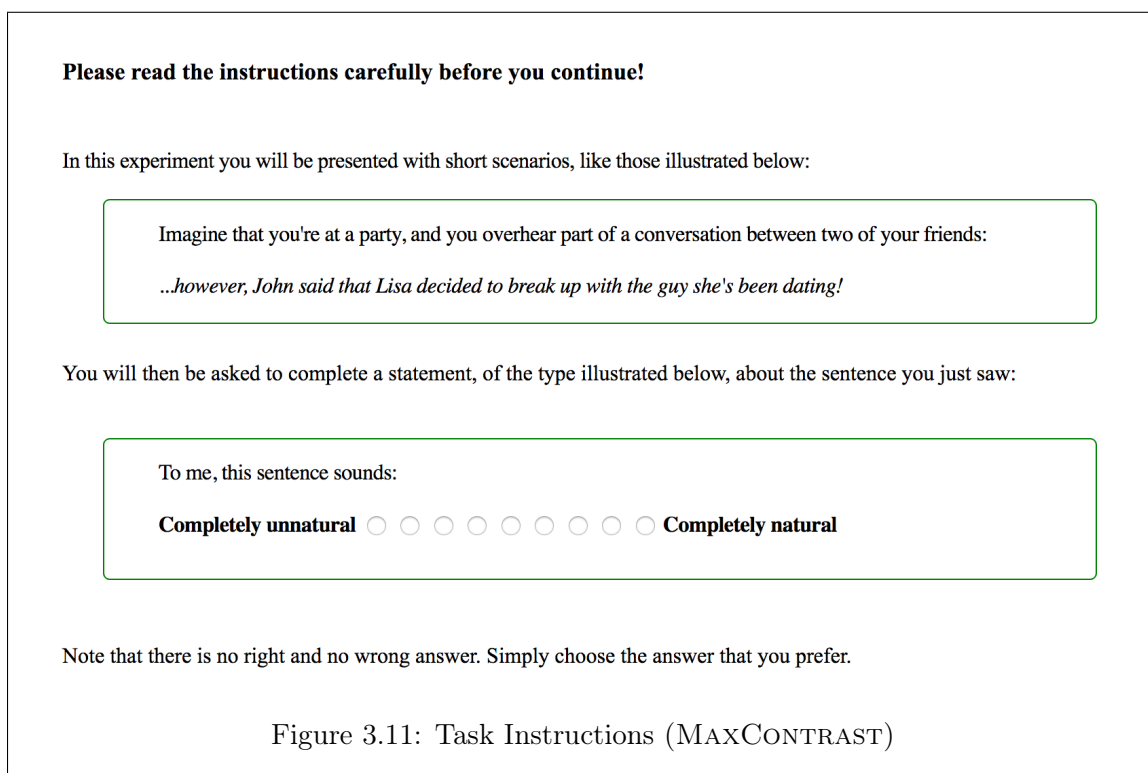 Please read the instructions carefully before you continue!
In this experiment you will be presented with short scenarios, like those illustrated below:
Imagine that you're at a party, and you overhear part of a conversation between two of your friends:
...however, John said that Lisa decided to break up with the guy she's been dating!
You will then be asked to complete a statement, of the type illustrated below, about the sentence you just saw:
To me, this sentence sounds:
Completely unnatural Completely natural
Note that there is no right and no wrong answer. Simply choose the answer that you prefer.
Figure 3.11: Task Instructions (MAXCONTRAST)